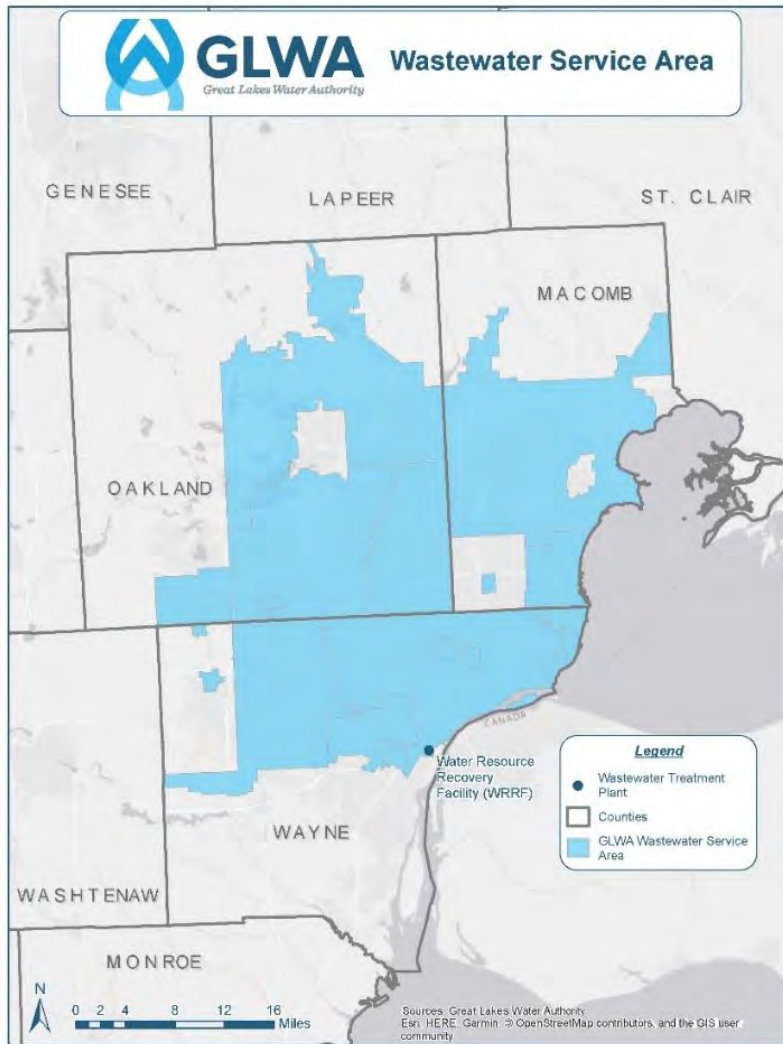 GLWA
Great Lakes Water Authority
Wastewater Service Area
GENESEE
LAPEER
ST. CLAIR
MACOMB
OAKLAND
CANADA
Water Resource
Recovery
Facility (WRRF)
WAYNE
WASHTENAW
MONROE
Legend
Wastewater Treatment
Plant
Counties
GLWA Wastewater Service
Area
N
0 2 4 8 12 16
Miles
Sources: Great Lakes Water Authority
Esri, HERE, Garmin, © OpenStreetMap contributors, and the GIS user
community